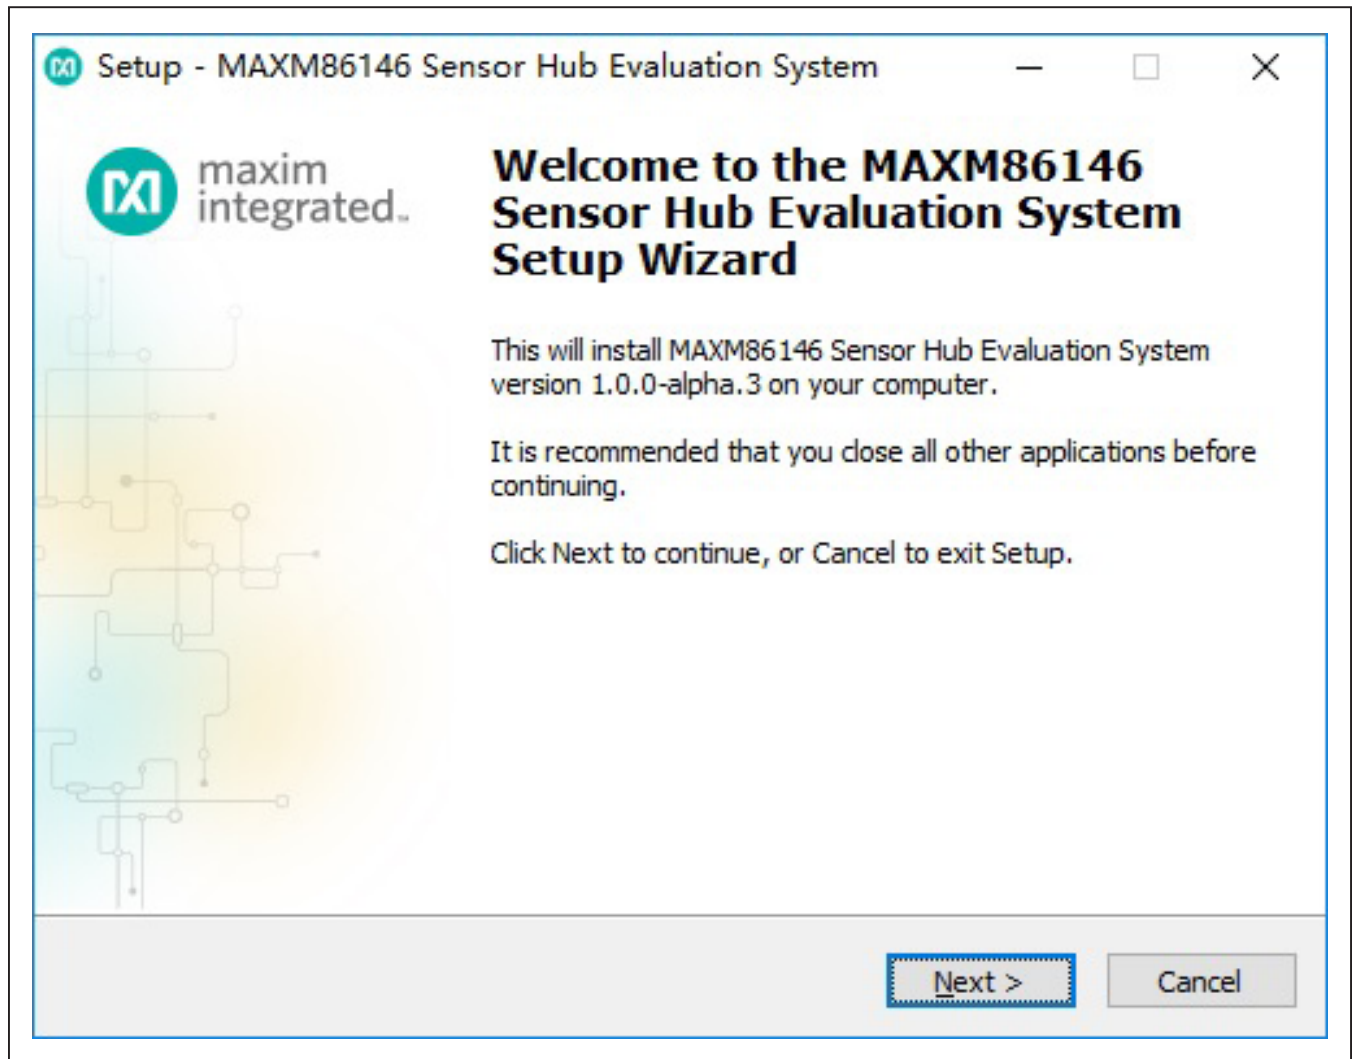 Setup - MAXM86146 Sensor Hub Evaluation System
maxim
integrated™
Welcome to the MAXM86146
Sensor Hub Evaluation System
Setup Wizard
This will install MAXM86146 Sensor Hub Evaluation System
version 1.0.0-alpha.3 on your computer.
It is recommended that you close all other applications before
continuing.
Click Next to continue, or Cancel to exit Setup.
Next >
Cancel